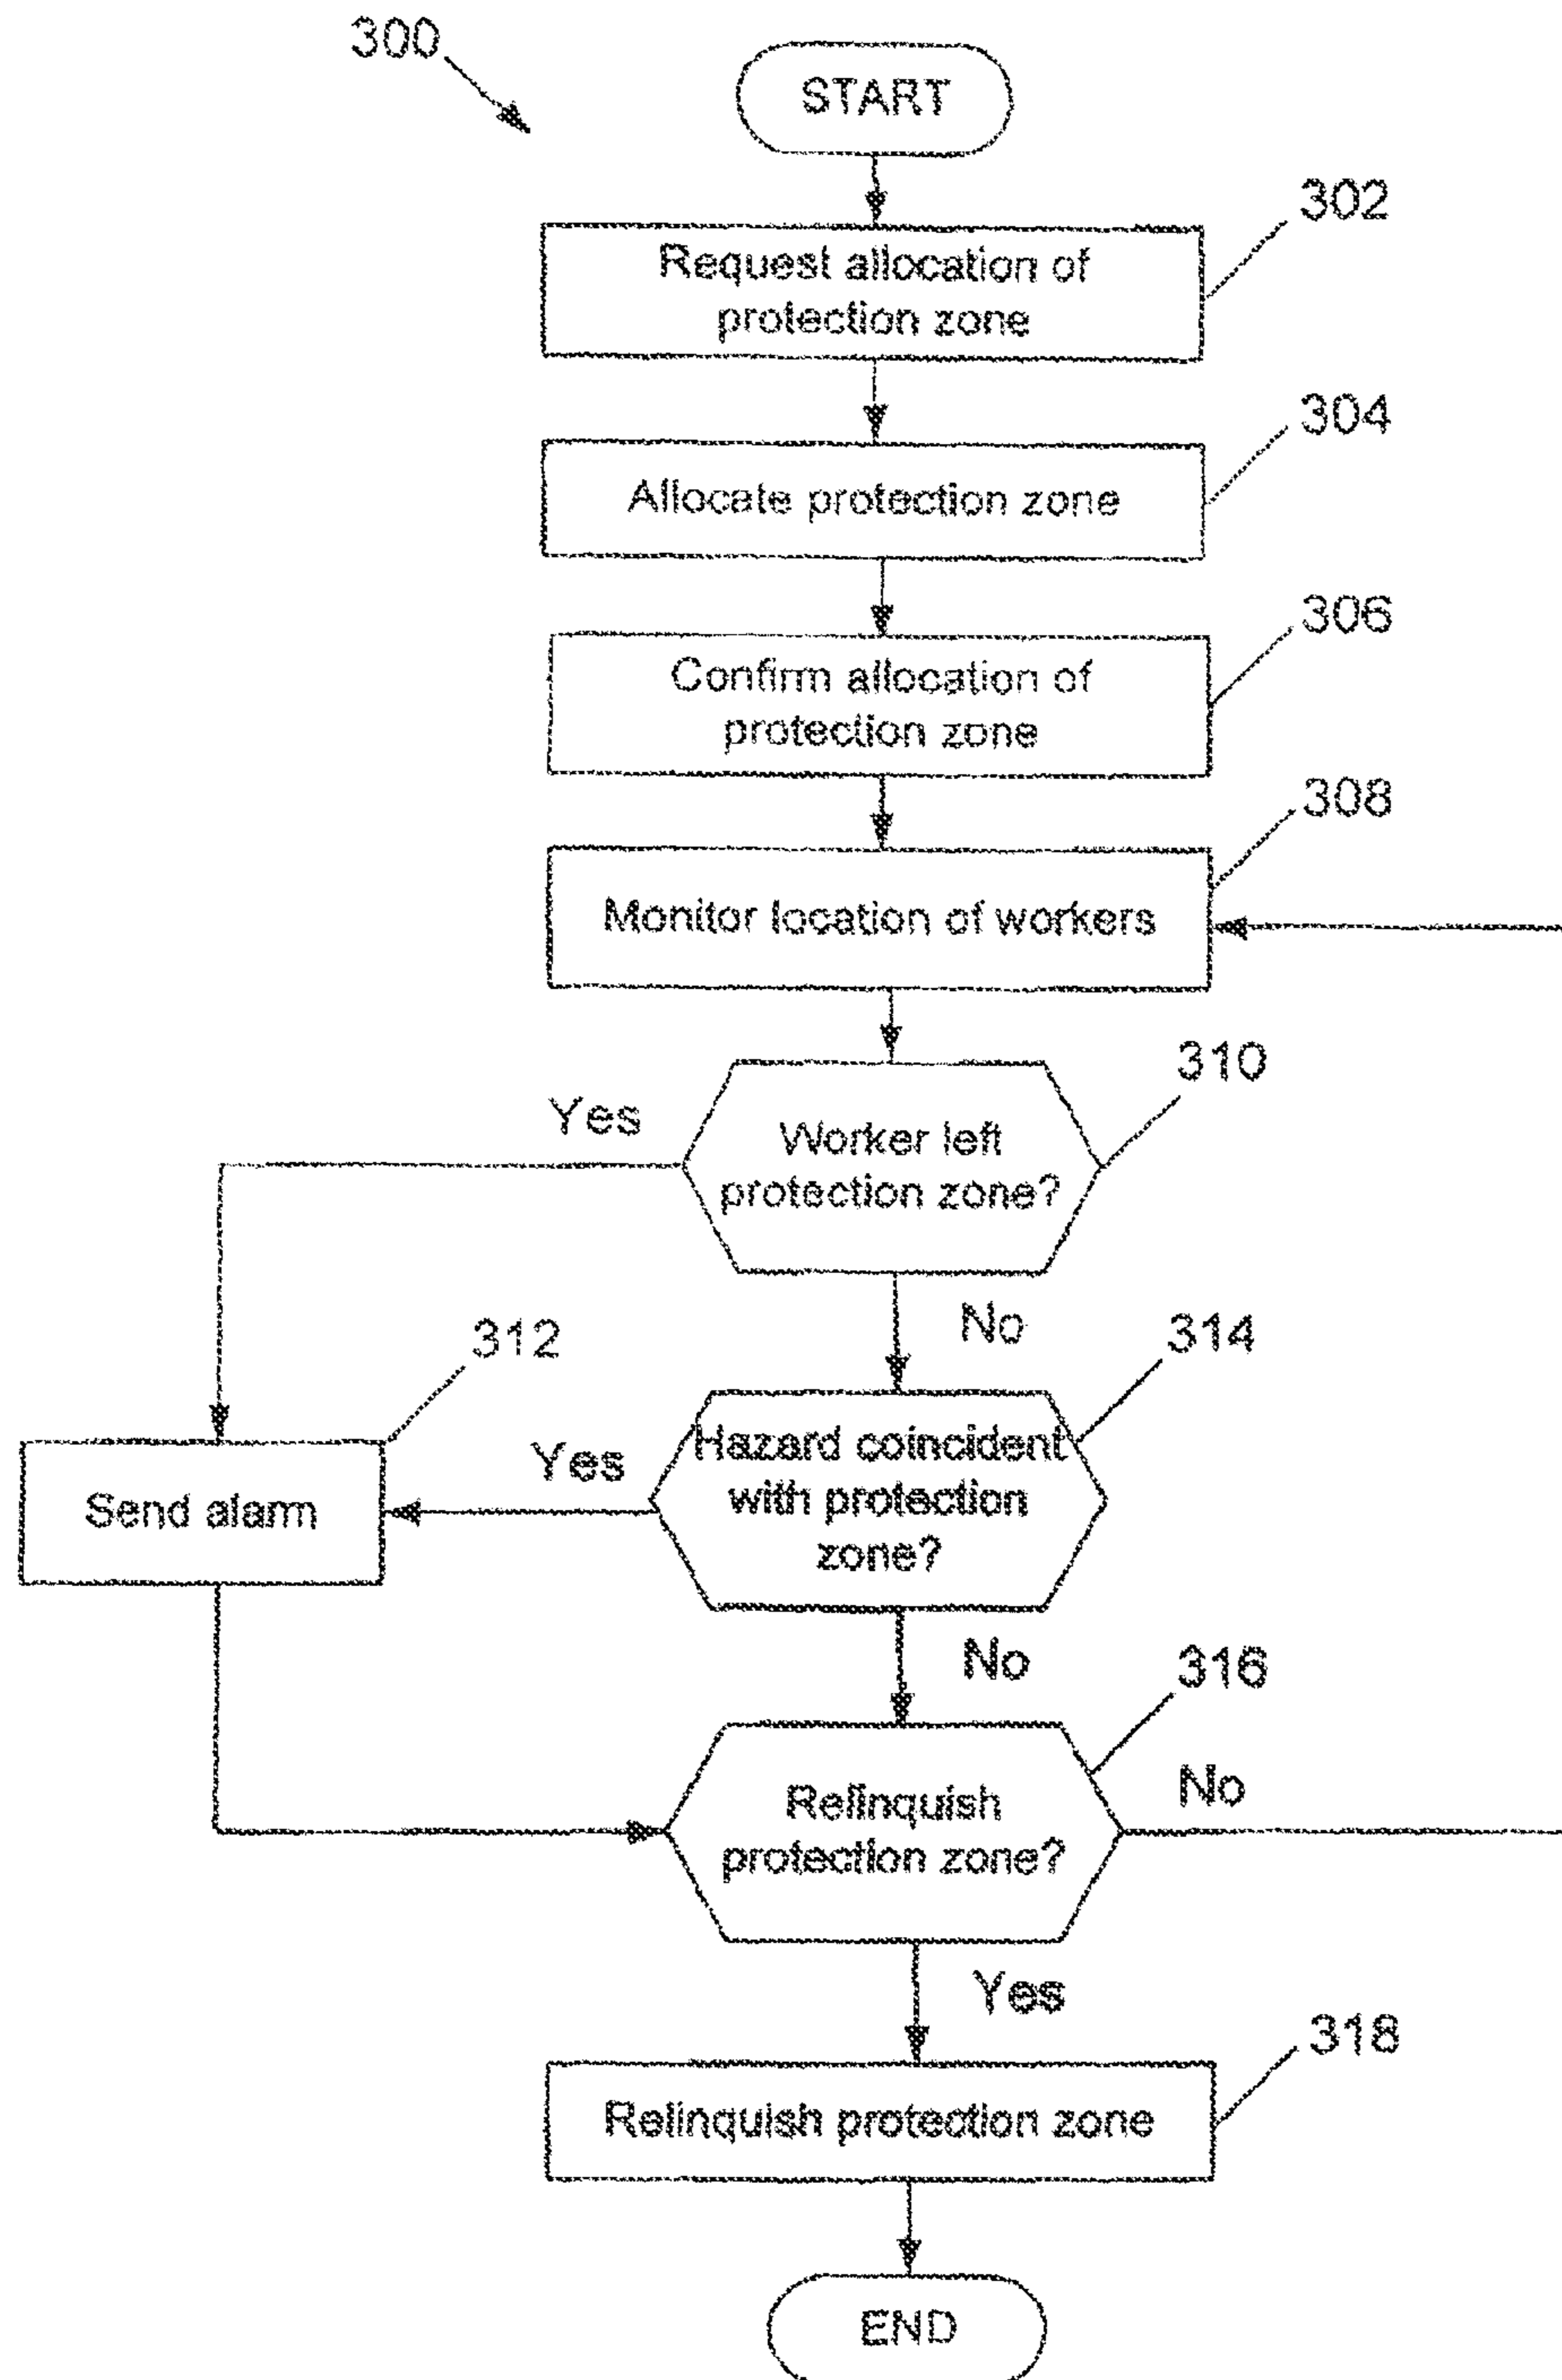 300
START
302
Request allocation of
protection zone
304
Allocate protection zone
306
Confirm allocation of
protection zone
308
Monitor location of workers
310
Yes
Worker left
protection zone?
No
312
314
Send alarm
Yes
Hazard coincident
with protection
zone?
No
316
Relinquish
protection zone?
No
Yes
318
Relinquish protection zone
END